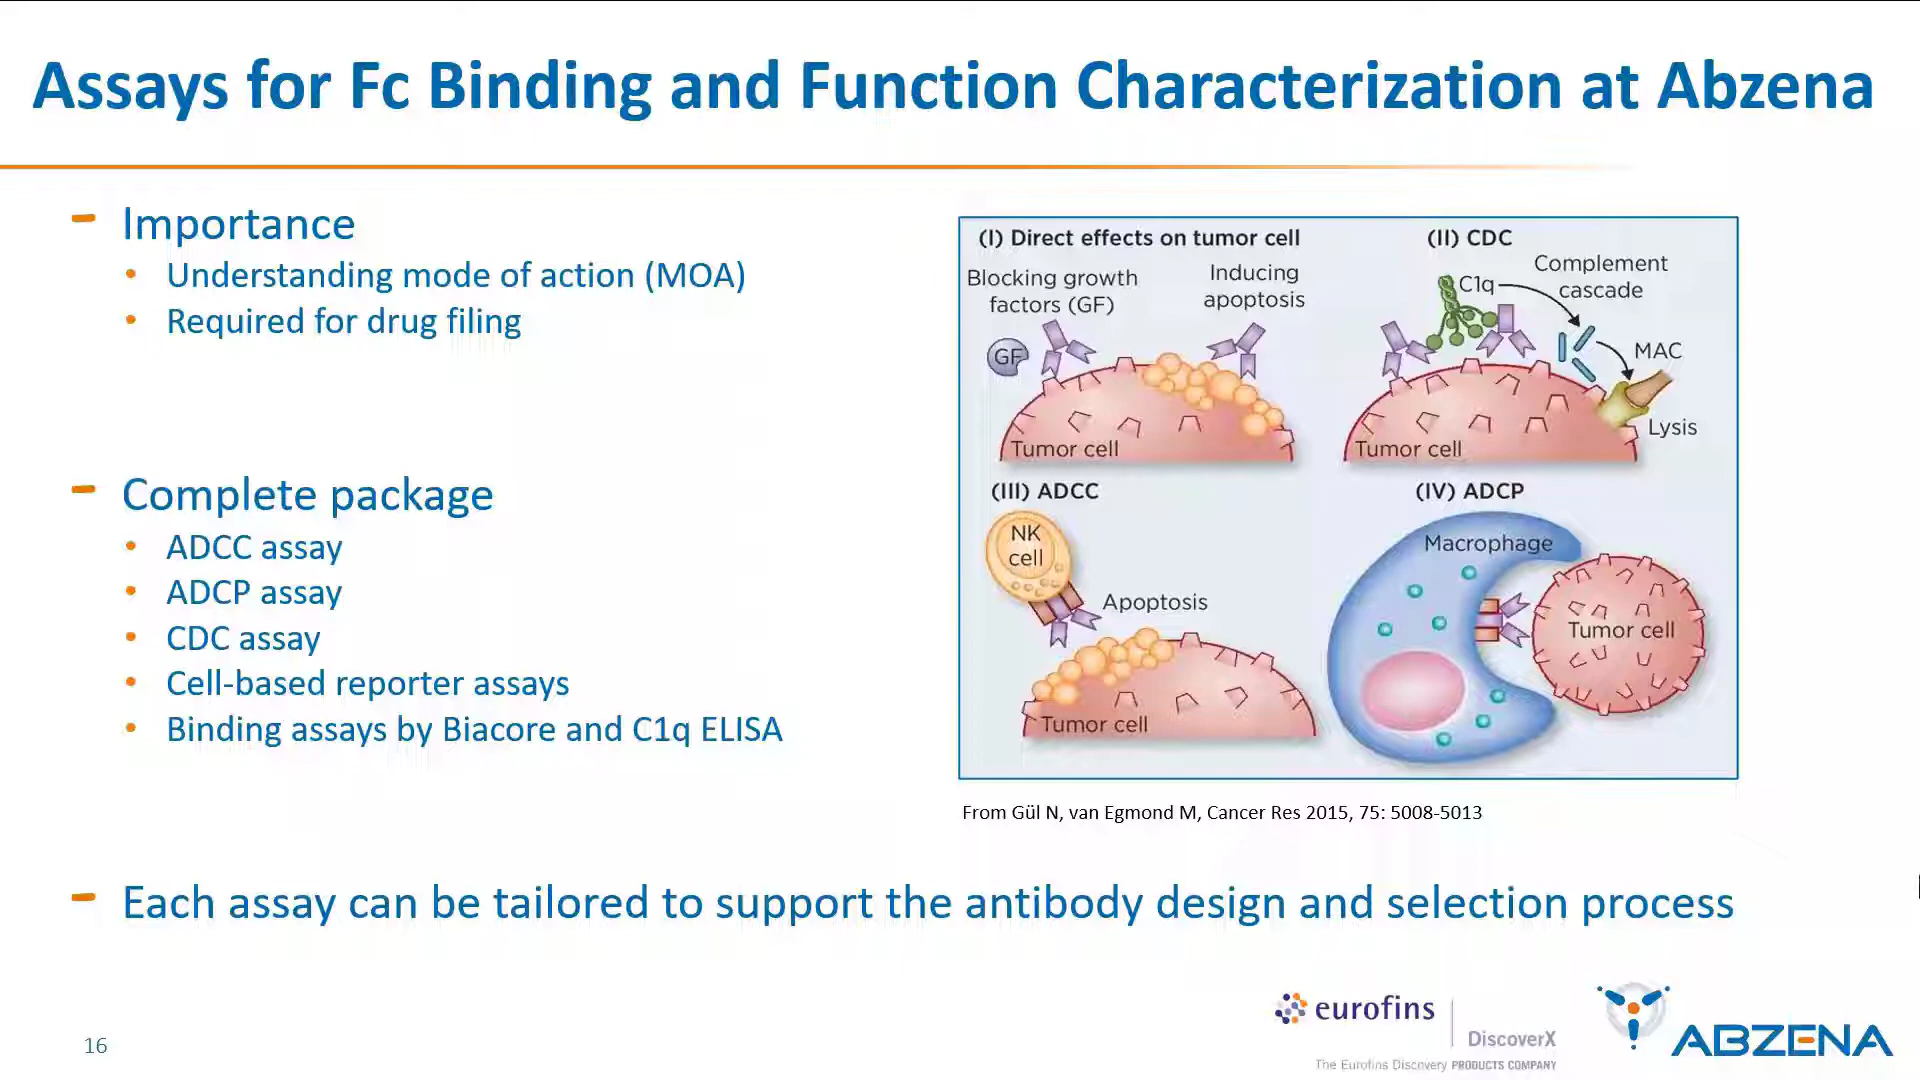 Assays for Fc Binding and Function Characterization at Abzena
Importance
Understanding mode of action (MOA)
Required for drug filing
Complete package
ADCC assay
ADCP assay
CDC assay
Cell-based reporter assays
Binding assays by Biacore and C1q ELISA
(I) Direct effects on tumor cell
Blocking growth
factors (GF)
Inducing
apoptosis
GF
Tumor cell
(II) CDC
C1q
Complement
cascade
MAC
Lysis
Tumor cell
(III) ADCC
NK
cell
Apoptosis
Tumor cell
(IV) ADCP
Macrophage
Tumor cell
From Gül N, van Egmond M, Cancer Res 2015, 75: 5008-5013
Each assay can be tailored to support the antibody design and selection process
16
eurofins
DiscoverX
The Eurofins Discovery PRODUCTS COMPANY
ABZENA